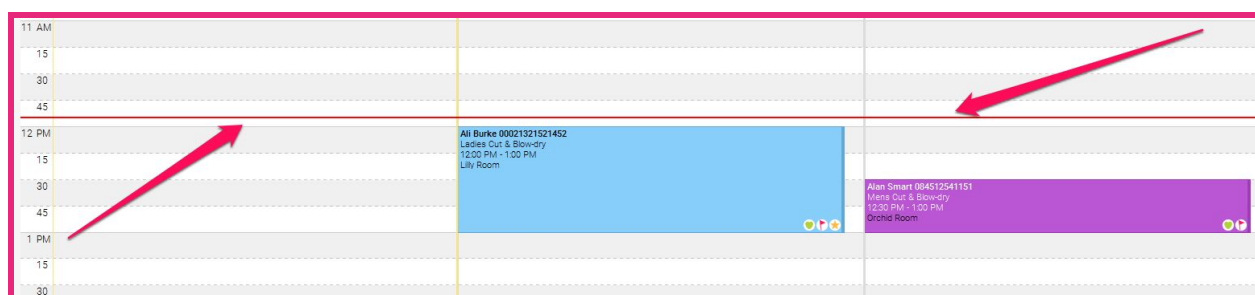 11 AM
15
30
45
12 PM
15
30
45
1 PM
15
30
Ali Burke 00021321521452
Ladies Cut & Blow-dry
12:00 PM - 1:00 PM
Lilly Room
Alan Smart 084512541151
Mens Cut & Blow-dry
12:30 PM - 1:00 PM
Orchid Room